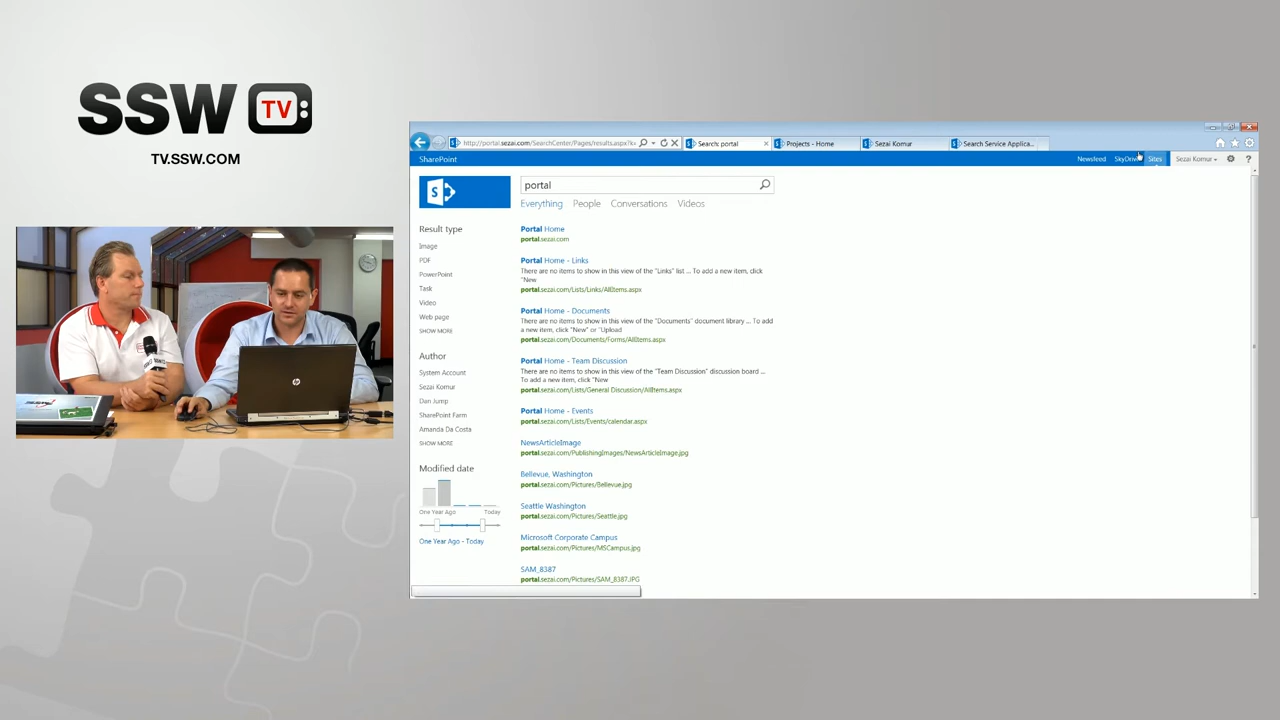 SSW TV:
TV.SSW.COM
http://portal.sezai.com/SearchCenter/Pages/results.aspx?k
Search: portal
Projects - Home
Sezai Komur
Search Service Applica...
SharePoint
Newsfeed
Sites
Sezai Komur
?
S
portal
Everything
People
Conversations
Videos
Result type
Image
PDF
PowerPoint
Task
Video
Web page
SHOW MORE
Author
System Account
Sezai Komur
Dan Jump
SharePoint Farm
Amanda Da Costa
SHOW MORE
Modified date
One Year Ago
Today
One Year Ago - Today
Portal Home
portal.sezai.com
Portal Home - Links
There are no items to show in this view of the "Links" list ... To add a new item, click
"New
portal.sezai.com/Lists/Links/AllItems.aspx
Portal Home - Documents
There are no items to show in this view of the "Documents" document library ... To add
a new item, click "New" or "Upload
portal.sezai.com/Documents/Forms/AllItems.aspx
Portal Home - Team Discussion
There are no items to show in this view of the "Team Discussion" discussion board ...
To add a new item, click "New
portal.sezai.com/Lists/General Discussion/AllItems.aspx
Portal Home - Events
portal.sezai.com/Lists/Events/calendar.aspx
NewsArticleImage
portal.sezai.com/PublishingImages/NewsArticleImage.jpg
Bellevue, Washington
portal.sezai.com/Pictures/Bellevue.jpg
Seattle Washington
portal.sezai.com/Pictures/Seattle.jpg
Microsoft Corporate Campus
portal.sezai.com/Pictures/MSCampus.jpg
SAM_8387
portal.sezai.com/Pictures/SAM_8387.JPG
hp